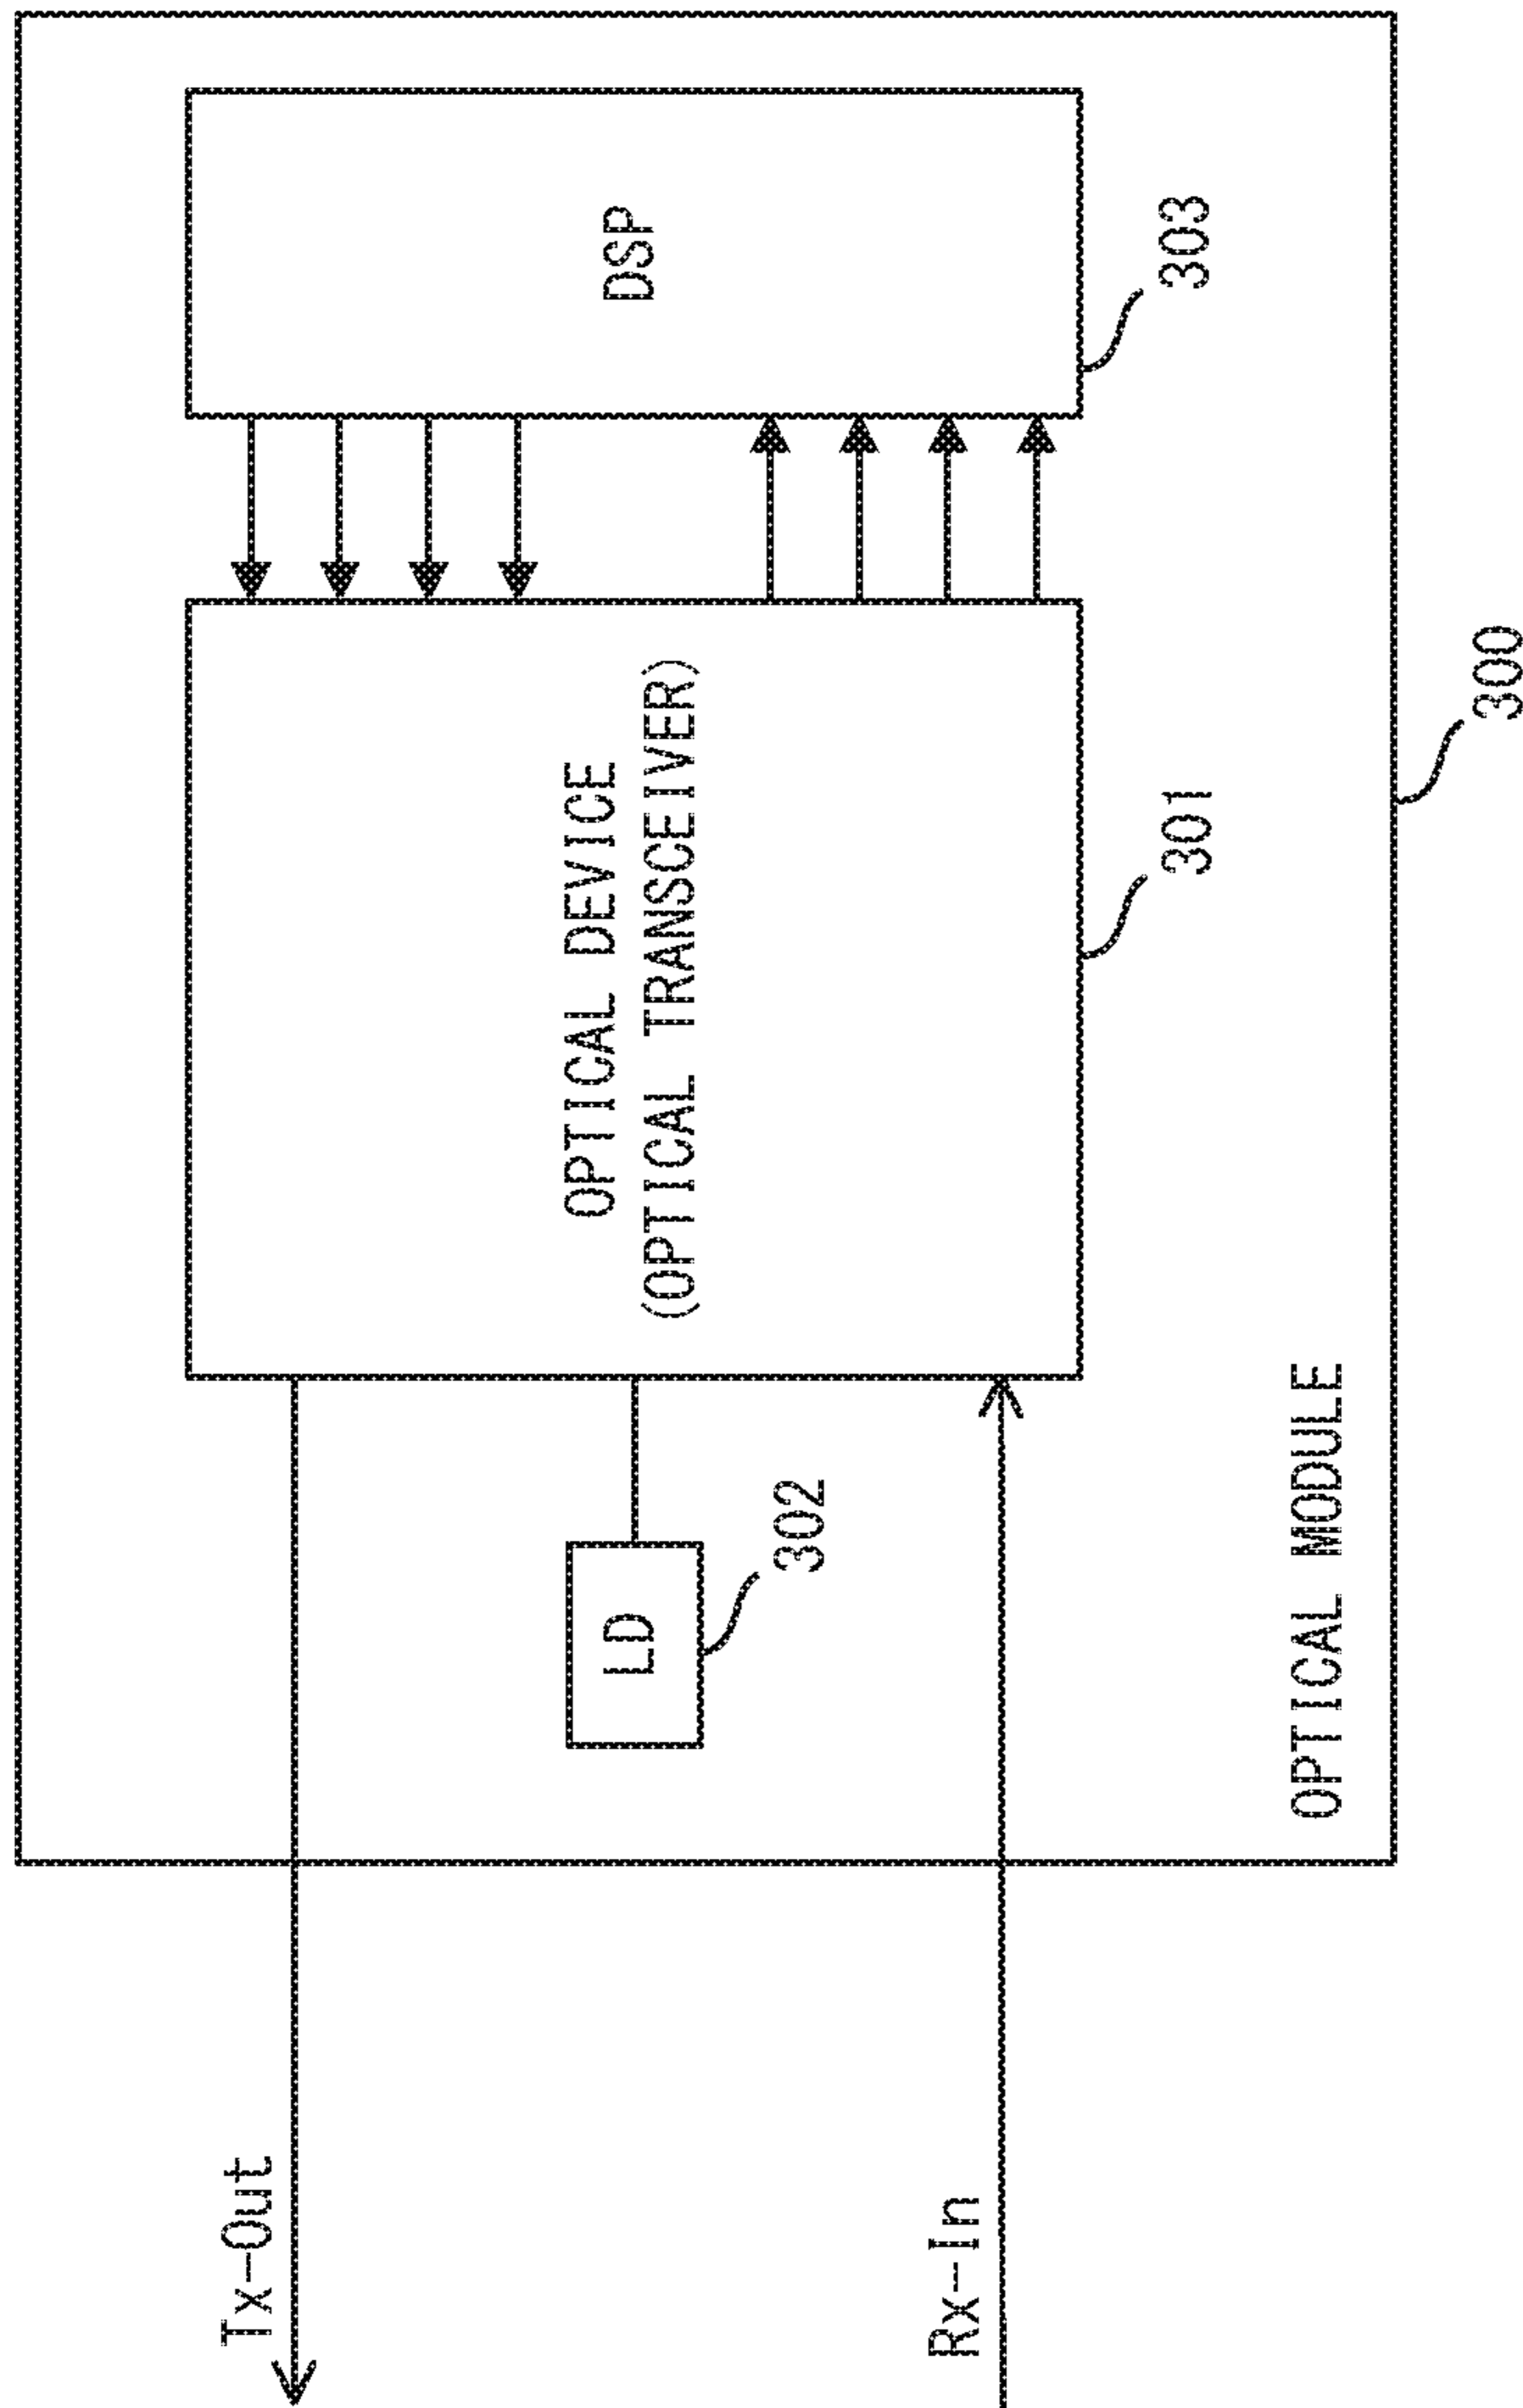 Tx-Out
LD
302
OPTICAL DEVICE
(OPTICAL TRANSCEIVER)
DSP
Rx-In
301
303
OPTICAL MODULE
300